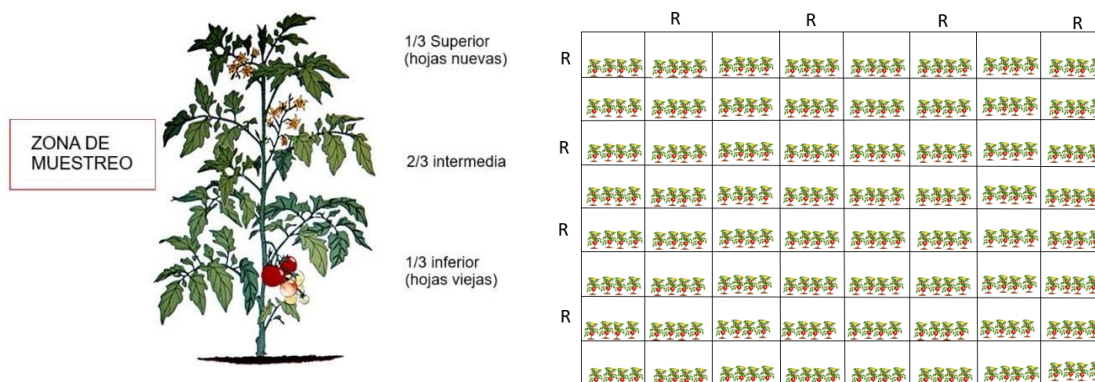 ZONA DE
MUESTREO
1/3 Superior
(hojas nuevas)
2/3 intermedia
1/3 inferior
(hojas viejas)
R
R
R
R
R
R
R
R